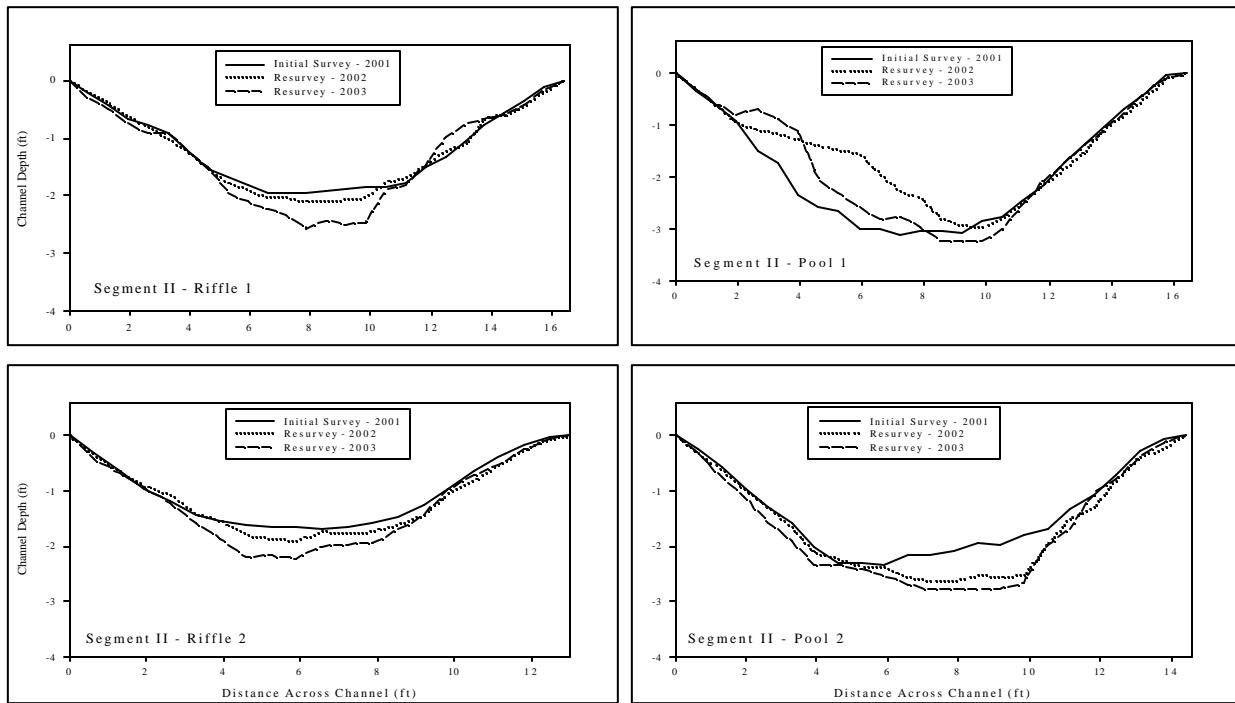 Initial Survey - 2001
Resurvey - 2002
Resurvey - 2003
Channel Depth (ft)
0
-1
-2
-3
-4
Segment II - Riffle 1
0 2 4 6 8 10 12 14 16
Initial Survey - 2001
Resurvey - 2002
Resurvey - 2003
0
-1
-2
-3
-4
Segment II - Pool 1
0 2 4 6 8 10 12 14 16
Initial Survey - 2001
Resurvey - 2002
Resurvey - 2003
Channel Depth (ft)
0
-1
-2
-3
-4
Segment II - Riffle 2
0 2 4 6 8 10 12
Distance Across Channel (ft)
Initial Survey - 2001
Resurvey - 2002
Resurvey - 2003
0
-1
-2
-3
-4
Segment II - Pool 2
0 2 4 6 8 10 12 14
Distance Across Channel (ft)